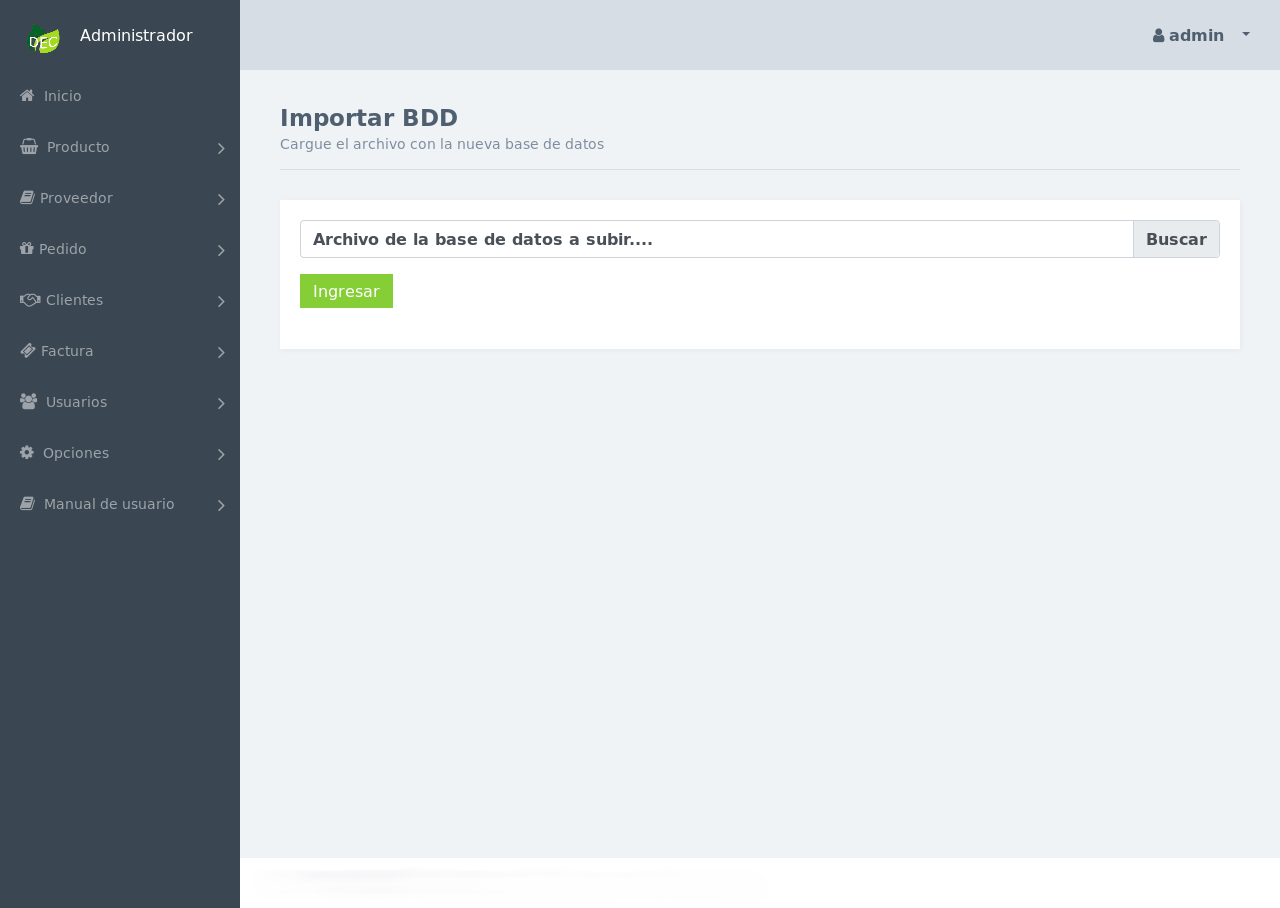 DEC
Administrador
admin
Inicio
Producto
Proveedor
Pedido
Clientes
Factura
Usuarios
Opciones
Manual de usuario
Importar BDD
Cargue el archivo con la nueva base de datos
Archivo de la base de datos a subir....
Buscar
Ingresar